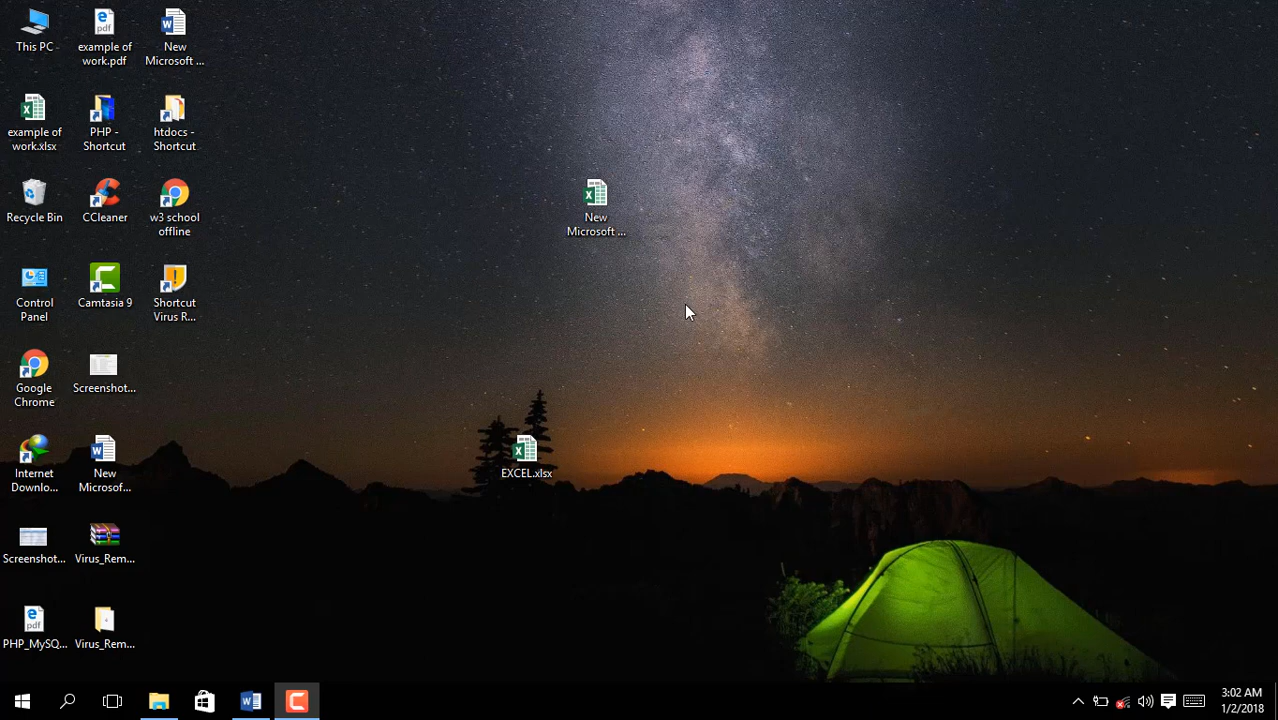 This PC
example of
work.pdf
New
Microsoft ...
example of
work.xlsx
PHP -
Shortcut
htdocs -
Shortcut
Recycle Bin
CCleaner
w3 school
offline
New
Microsoft ...
Control
Panel
Camtasia 9
Shortcut
Virus R...
Google
Chrome
Screenshot...
Internet
Downlo...
New
Microsof...
EXCEL.xlsx
Screenshot...
Virus_Rem...
PHP_MySQ...
Virus_Rem...
3:02 AM
1/2/2018